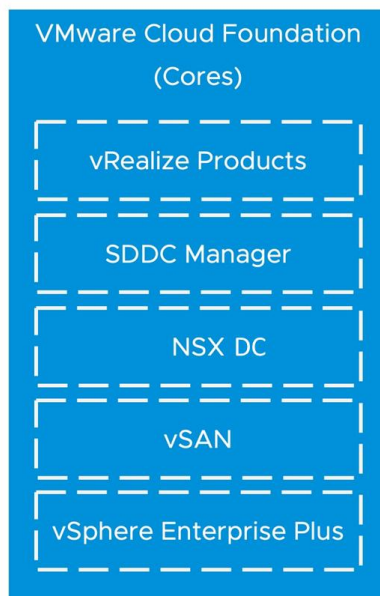 VMware Cloud Foundation
(Cores)
vRealize Products
SDDC Manager
NSX DC
vSAN
vSphere Enterprise Plus